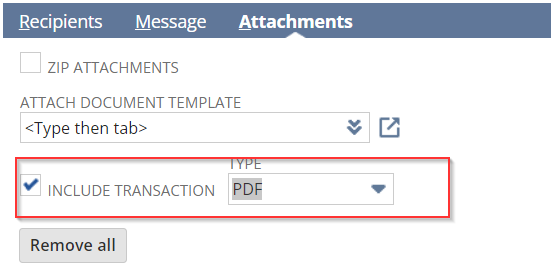 Recipients Message Attachments
ZIP ATTACHMENTS
ATTACH DOCUMENT TEMPLATE
<Type then tab>
TYPE
INCLUDE TRANSACTION PDF
Remove all